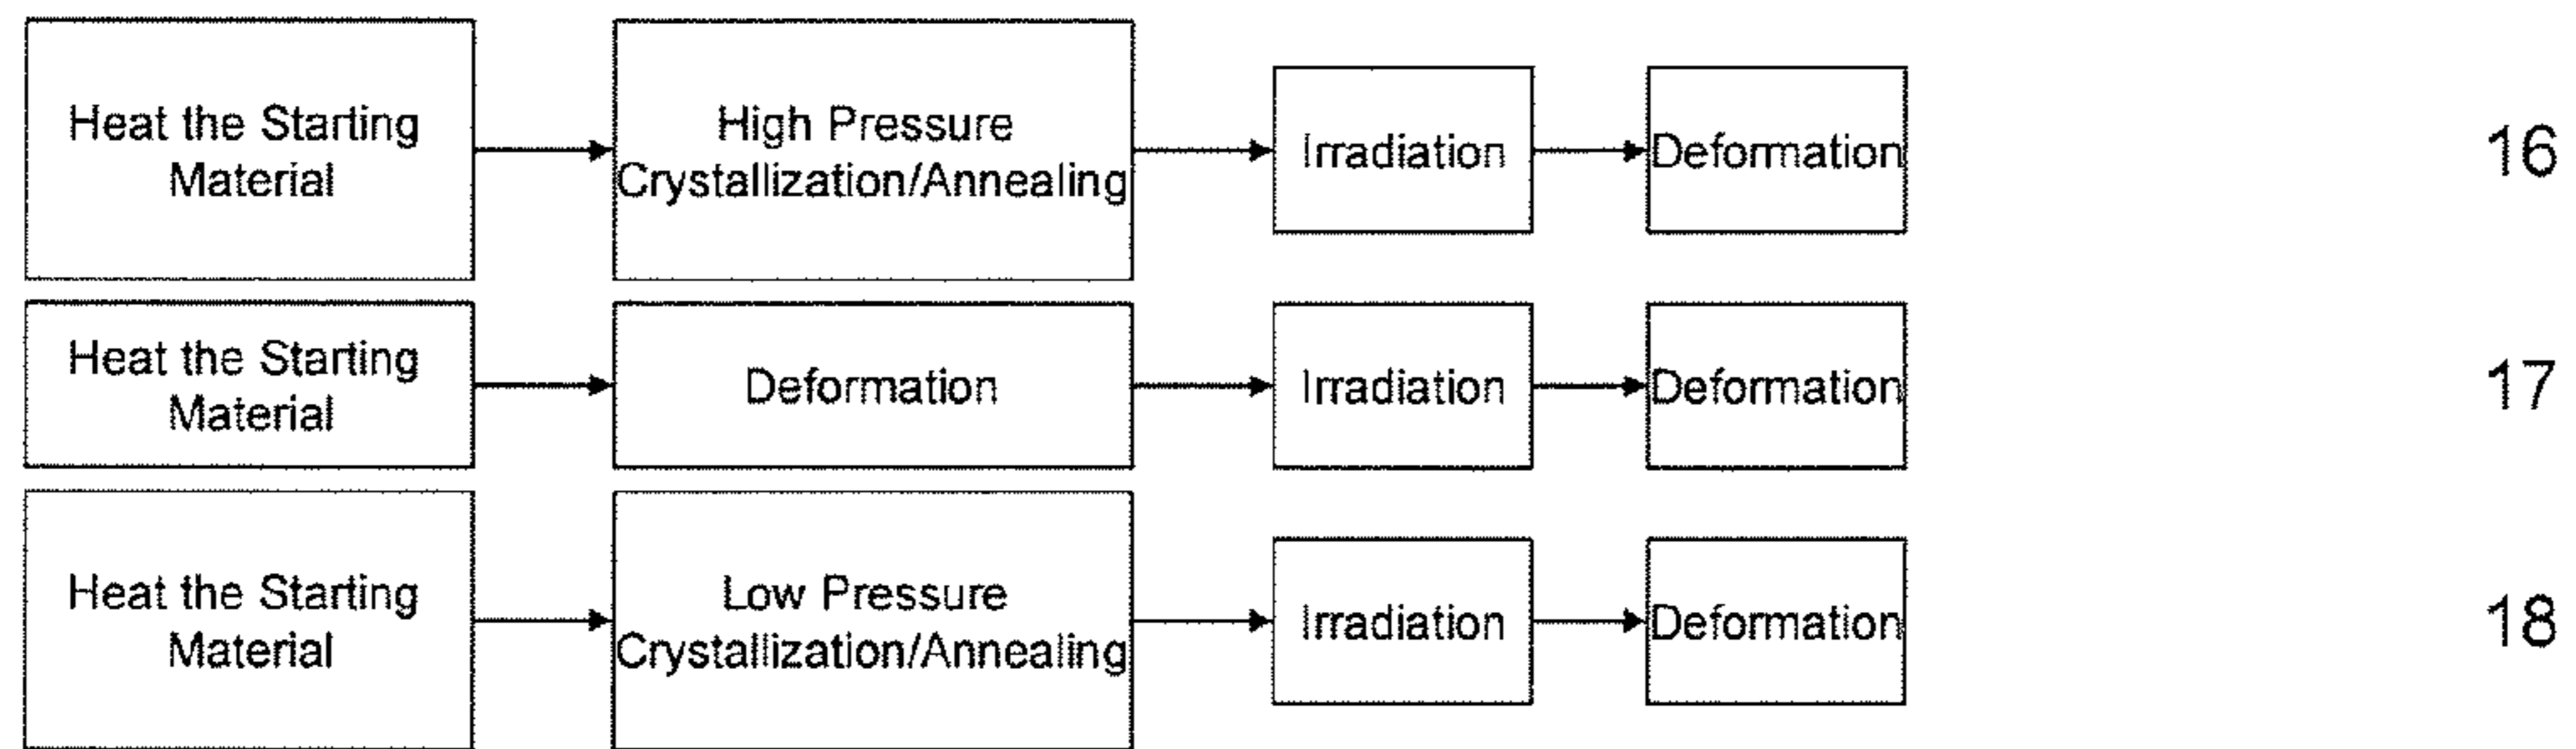 Heat the Starting
Material
High Pressure
Crystallization/Annealing
Irradiation
Deformation
16
Heat the Starting
Material
Deformation
Irradiation
Deformation
17
Heat the Starting
Material
Low Pressure
Crystallization/Annealing
Irradiation
Deformation
18